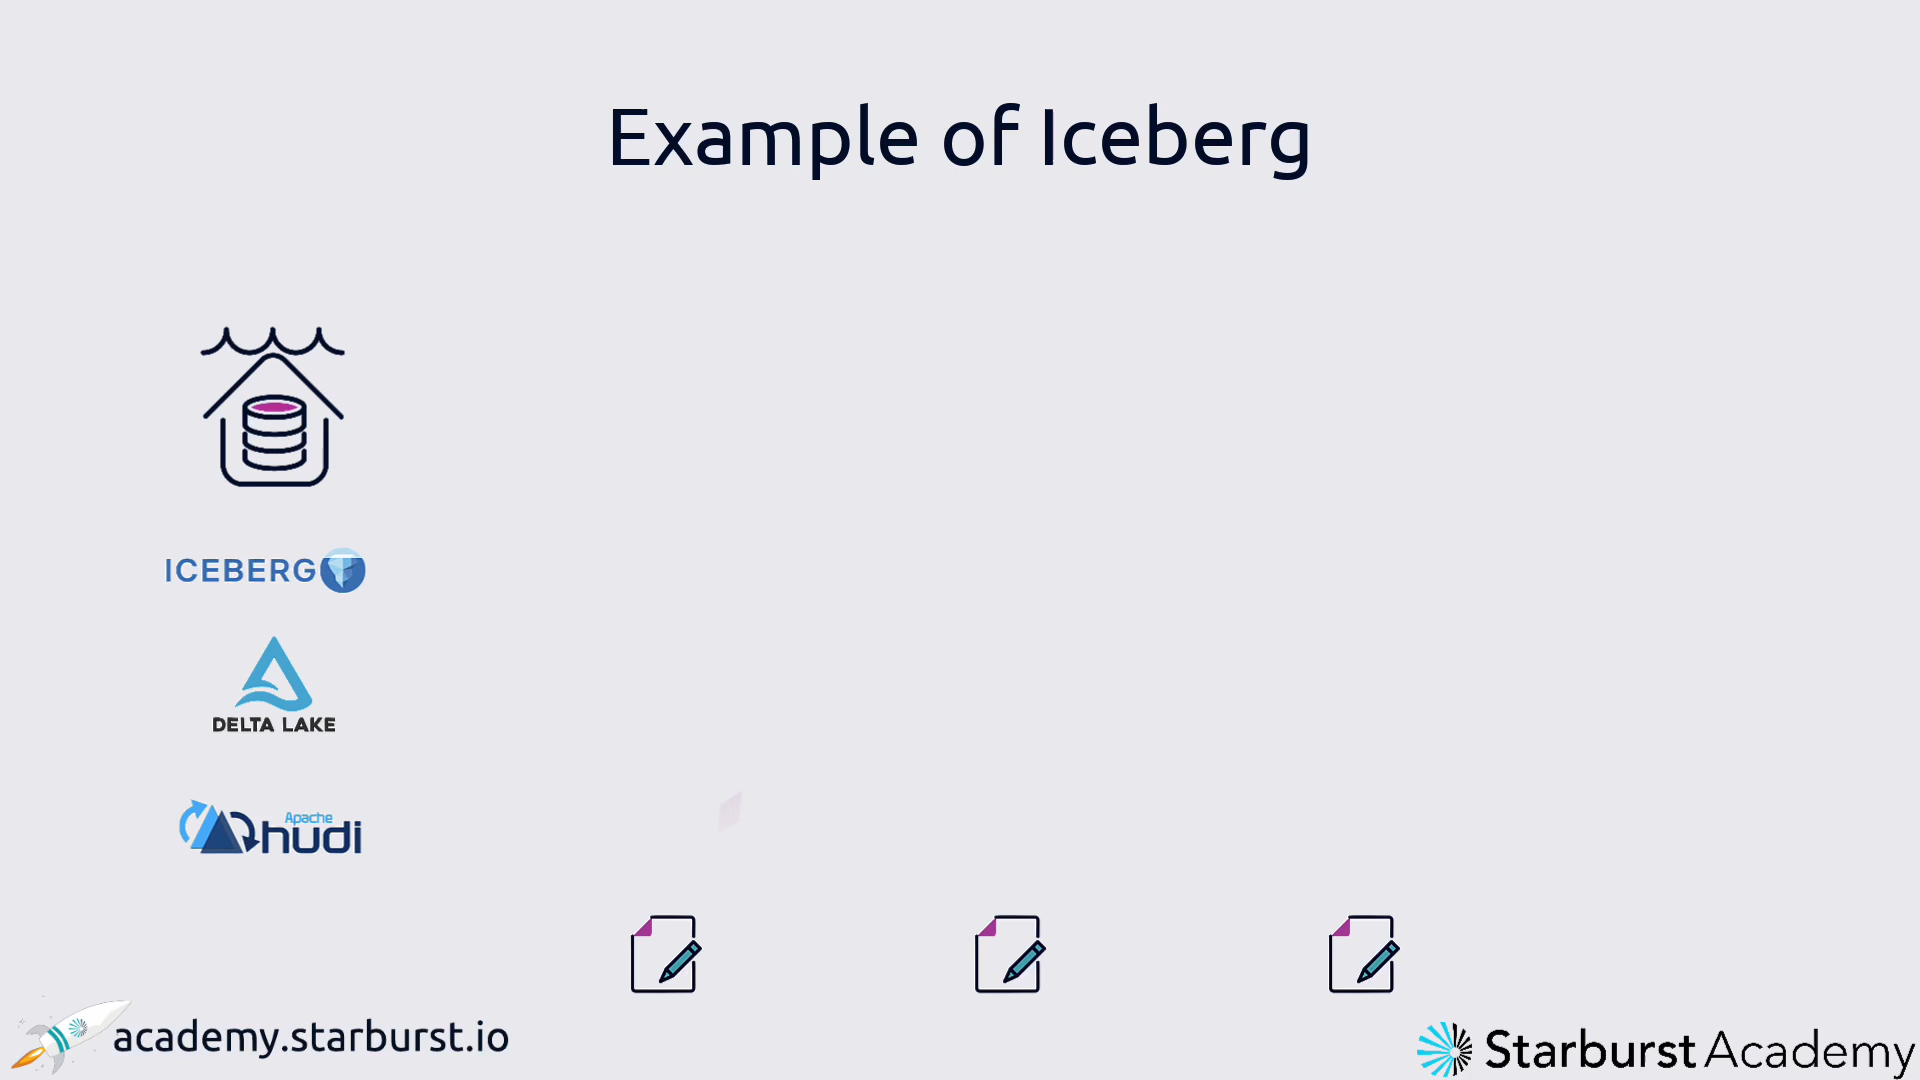 Example of Iceberg
ICEBERG
DELTA LAKE
Apache
hudi
academy.starburst.io
Starburst Academy